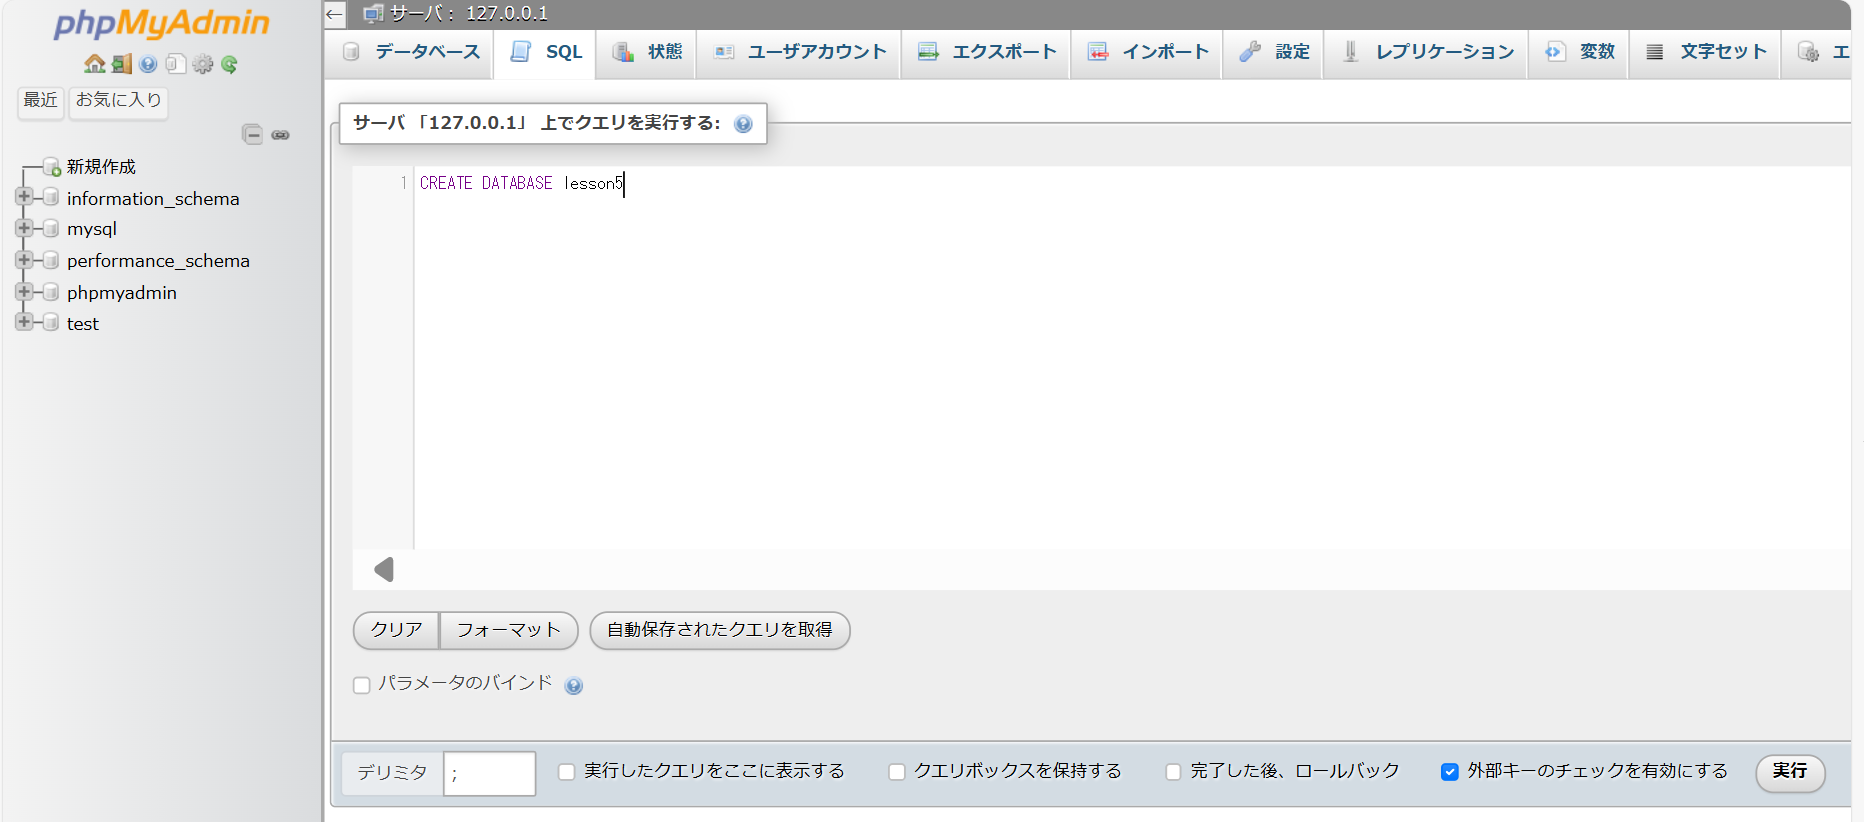 phpMyAdmin
最近 お気に入り
新規作成
information_schema
mysql
performance_schema
phpmyadmin
test
サーバ: 127.0.0.1
データベース SQL 状態 ユーザアカウント エクスポート インポート 設定 レプリケーション 変数 文字セット エ
サーバ 「127.0.0.1」 上でクエリを実行する:
1 CREATE DATABASE lesson5
クリア フォーマット 自動保存されたクエリを取得
パラメータのバインド
デリミタ ; 実行したクエリをここに表示する クエリボックスを保持する 完了した後、ロールバック 外部キーのチェックを有効にする 実行